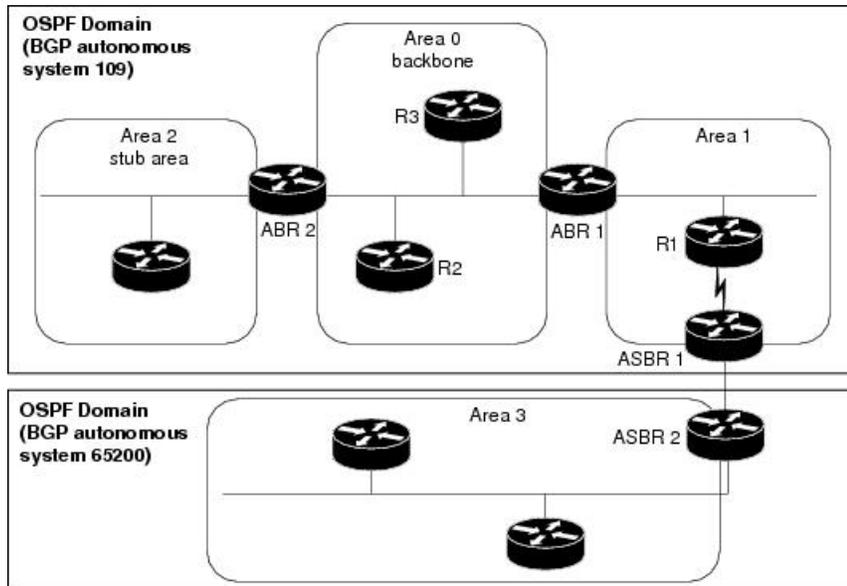 OSPF Domain
(BGP autonomous
system 109)
Area 0
backbone
R3
Area 2
stub area
Area 1
ABR 2
ABR 1
R1
R2
ASBR 1
OSPF Domain
(BGP autonomous
system 65200)
Area 3
ASBR 2